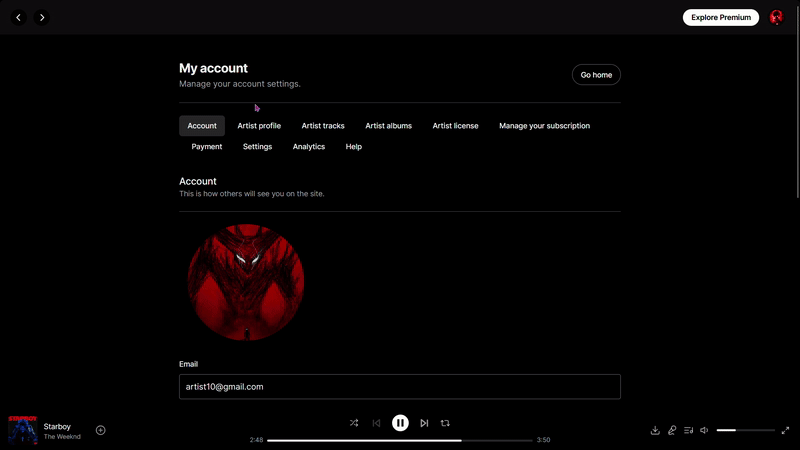 Explore Premium
My account
Manage your account settings.
Go home
Account
Artist profile
Artist tracks
Artist albums
Artist license
Manage your subscription
Payment
Settings
Analytics
Help
Account
This is how others will see you on the site.
Email
artist10@gmail.com
STARBOY
Starboy
The Weeknd
2:48
3:50